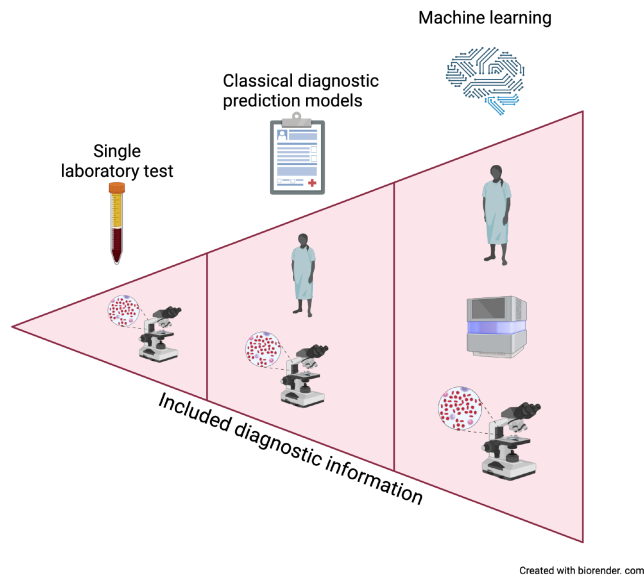 Machine learning
Classical diagnostic
prediction models
Single
laboratory test
Included diagnostic information
Created with biorender. com